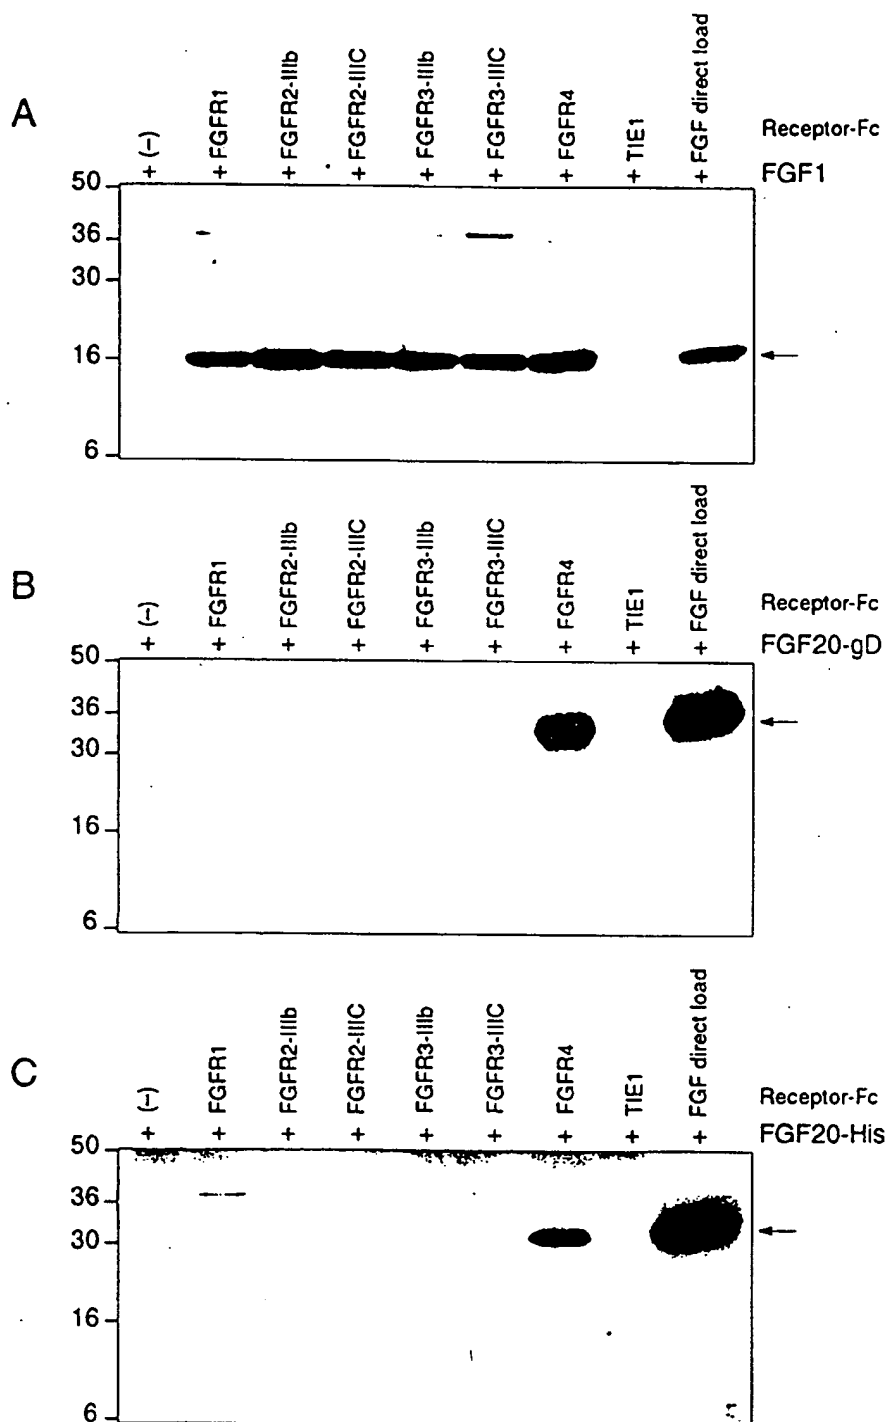 A
+ (–)
+ FGFR1
+ FGFR2-IIIb
+ FGFR2-IIIC
+ FGFR3-IIIb
+ FGFR3-IIIC
+ FGFR4
+ TIE1
+ FGF direct load
Receptor-Fc
FGF1
50
36
30
16
6
B
+ (–)
+ FGFR1
+ FGFR2-IIIb
+ FGFR2-IIIC
+ FGFR3-IIIb
+ FGFR3-IIIC
+ FGFR4
+ TIE1
+ FGF direct load
Receptor-Fc
FGF20-gD
50
36
30
16
6
C
+ (–)
+ FGFR1
+ FGFR2-IIIb
+ FGFR2-IIIC
+ FGFR3-IIIb
+ FGFR3-IIIC
+ FGFR4
+ TIE1
+ FGF direct load
Receptor-Fc
FGF20-His
50
36
30
16
6